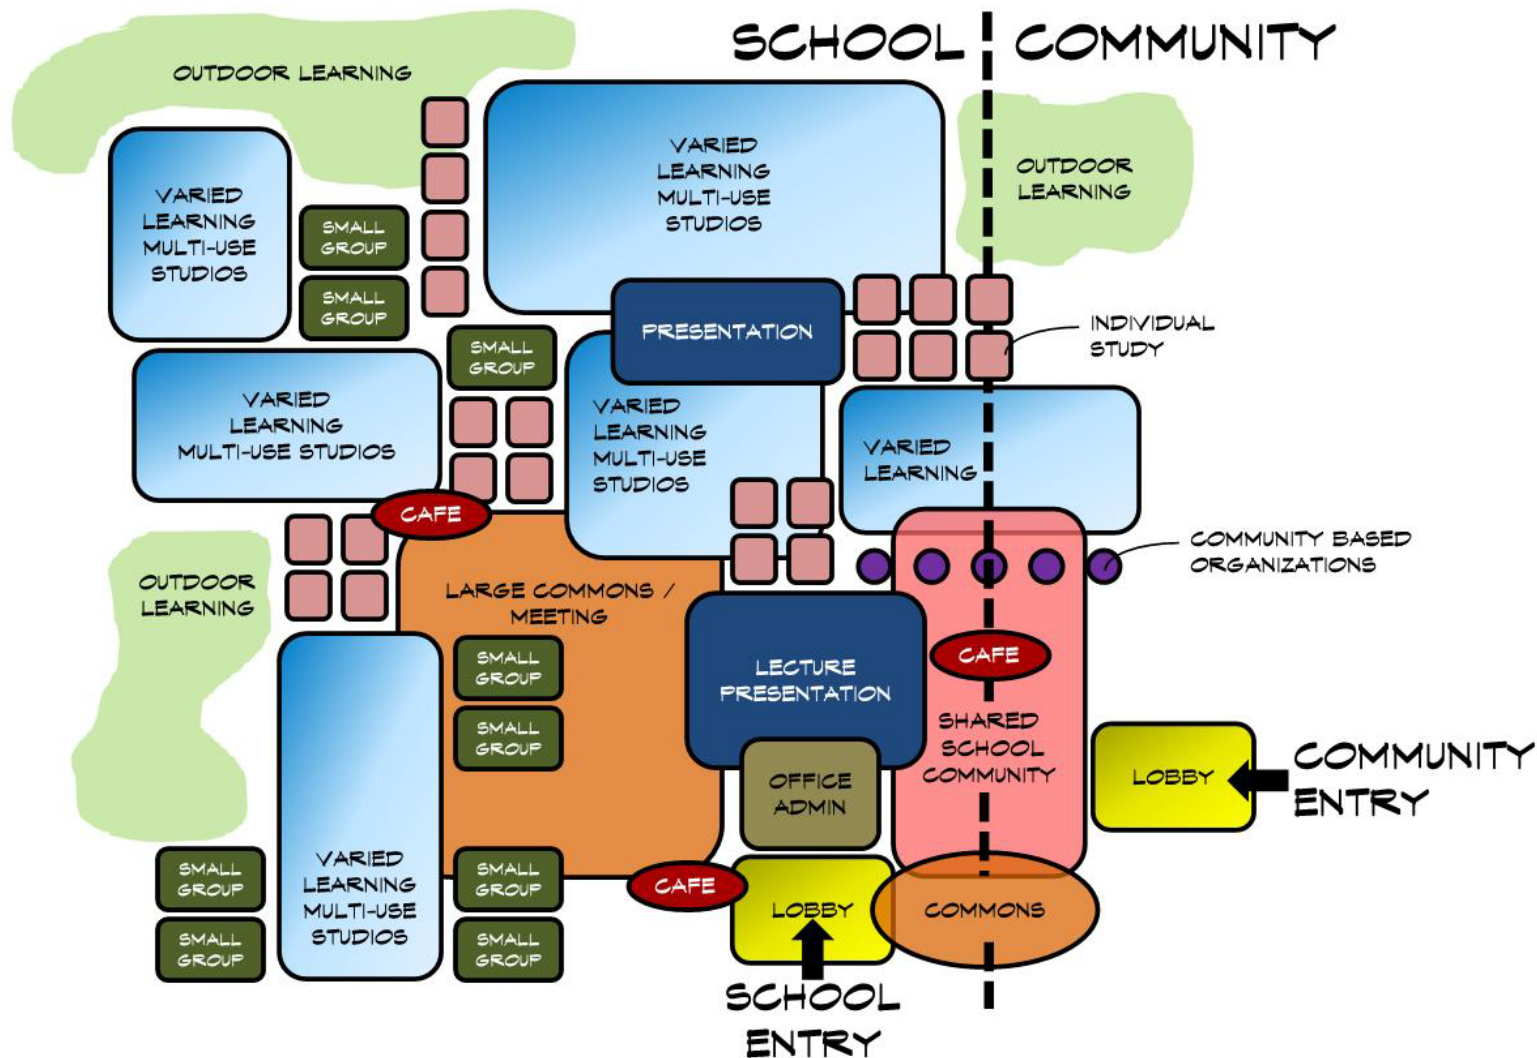 SCHOOL COMMUNITY
OUTDOOR LEARNING
VARIED
LEARNING
MULTI-USE
STUDIOS
OUTDOOR
LEARNING
VARIED
LEARNING
MULTI-USE
STUDIOS
SMALL
GROUP
SMALL
GROUP
PRESENTATION
INDIVIDUAL
STUDY
SMALL
GROUP
VARIED
LEARNING
MULTI-USE STUDIOS
VARIED
LEARNING
MULTI-USE
STUDIOS
VARIED
LEARNING
CAFE
COMMUNITY BASED
ORGANIZATIONS
OUTDOOR
LEARNING
LARGE COMMONS /
MEETING
SMALL
GROUP
SMALL
GROUP
LECTURE
PRESENTATION
CAFE
SHARED
SCHOOL
COMMUNITY
OFFICE
ADMIN
LOBBY
COMMUNITY
ENTRY
SMALL
GROUP
SMALL
GROUP
VARIED
LEARNING
MULTI-USE
STUDIOS
SMALL
GROUP
SMALL
GROUP
CAFE
LOBBY
COMMONS
SCHOOL
ENTRY